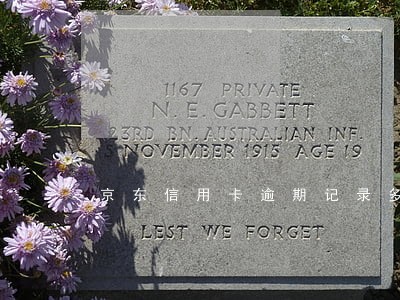 1167 PRIVATE
N. E. GABBETT
23RD BN. AUSTRALIAN INF.
5 NOVEMBER 1915 AGE 19
京东信用卡逾期记录多
LEST WE FORGET